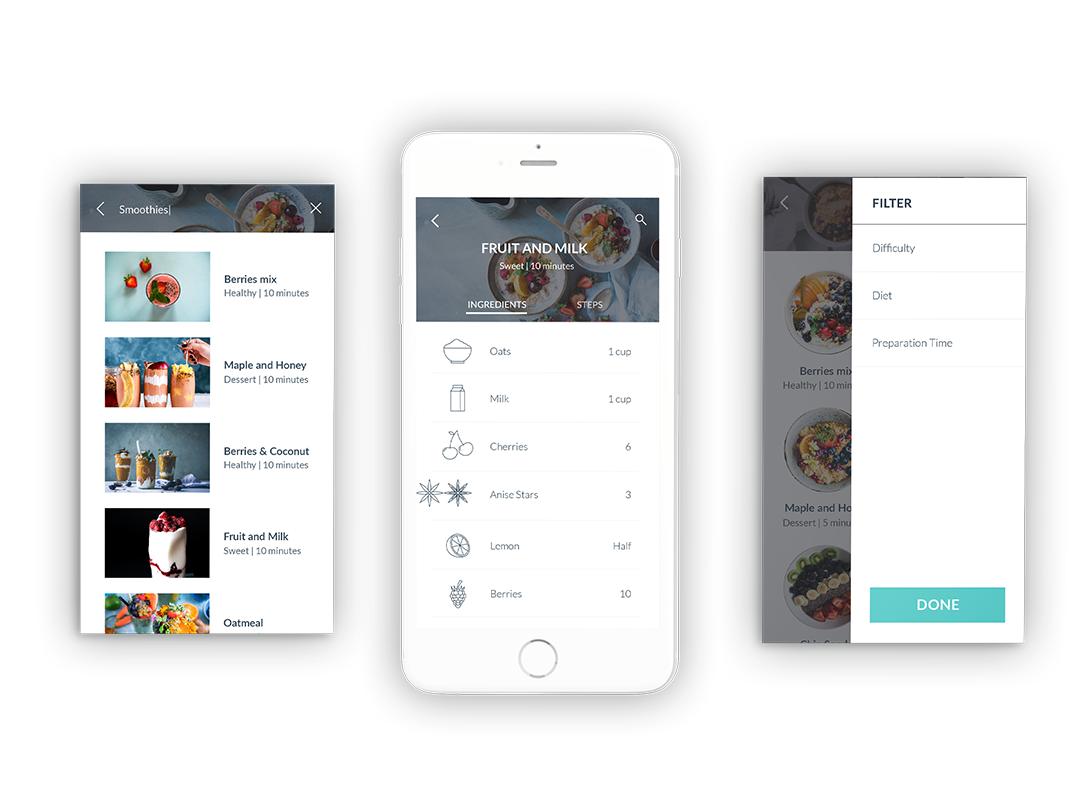 Smoothies
Berries mix
Healthy | 10 minutes
Maple and Honey
Dessert | 10 minutes
Berries & Coconut
Healthy | 10 minutes
Fruit and Milk
Sweet | 10 minutes
Oatmeal
FRUIT AND MILK
Sweet | 10 minutes
INGREDIENTS STEPS
Oats 1 cup
Milk 1 cup
Cherries 6
Anise Stars 3
Lemon Half
Berries 10
Berries mix
Healthy | 10 min
Maple and Ho
Dessert | 5 minu
FILTER
Difficulty
Diet
Preparation Time
DONE